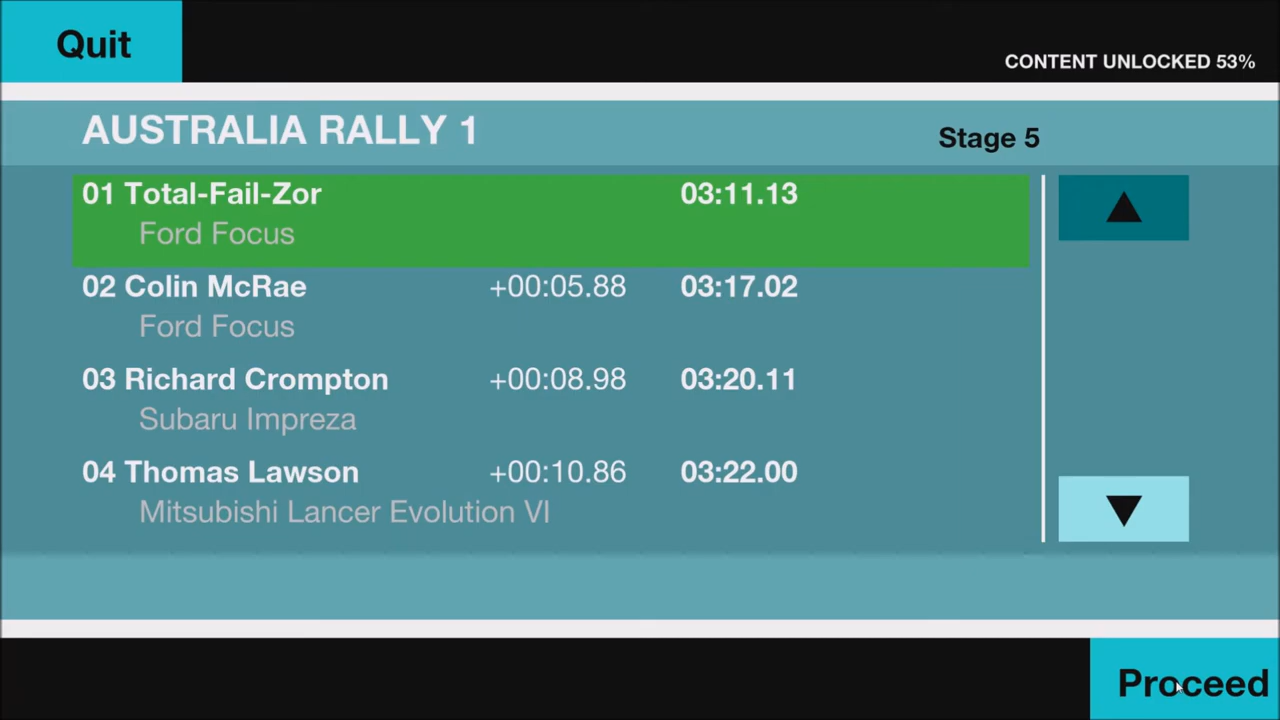 Quit
CONTENT UNLOCKED 53%
AUSTRALIA RALLY 1
Stage 5
01 Total-Fail-Zor 03:11.13
Ford Focus
02 Colin McRae +00:05.88 03:17.02
Ford Focus
03 Richard Crompton +00:08.98 03:20.11
Subaru Impreza
04 Thomas Lawson +00:10.86 03:22.00
Mitsubishi Lancer Evolution VI
Proceed